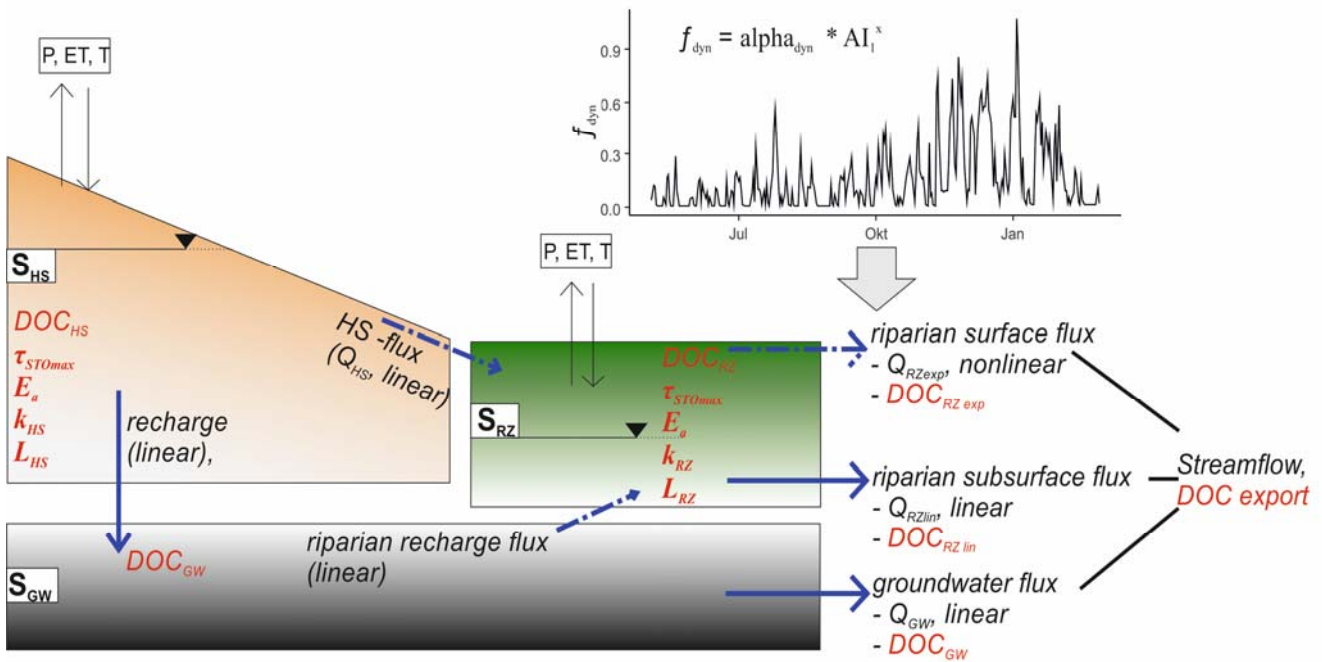 P, ET, T
S_HS
DOC_HS
τ_STOmax
E_a
k_HS
L_HS
recharge
(linear),
HS -flux
(Q_HS, linear)
ƒ_dyn = alpha_dyn * AI_l^x
ƒ_dyn
0.9
0.6
0.3
0.0
Jul
Okt
Jan
P, ET, T
S_RZ
DOC_RZ
τ_STOmax
E_a
k_RZ
L_RZ
riparian surface flux
- Q_RZexp, nonlinear
- DOC_RZ exp
riparian subsurface flux
- Q_RZlin, linear
- DOC_RZ lin
Streamflow,
DOC export
S_GW
DOC_GW
riparian recharge flux
(linear)
groundwater flux
- Q_GW, linear
- DOC_GW